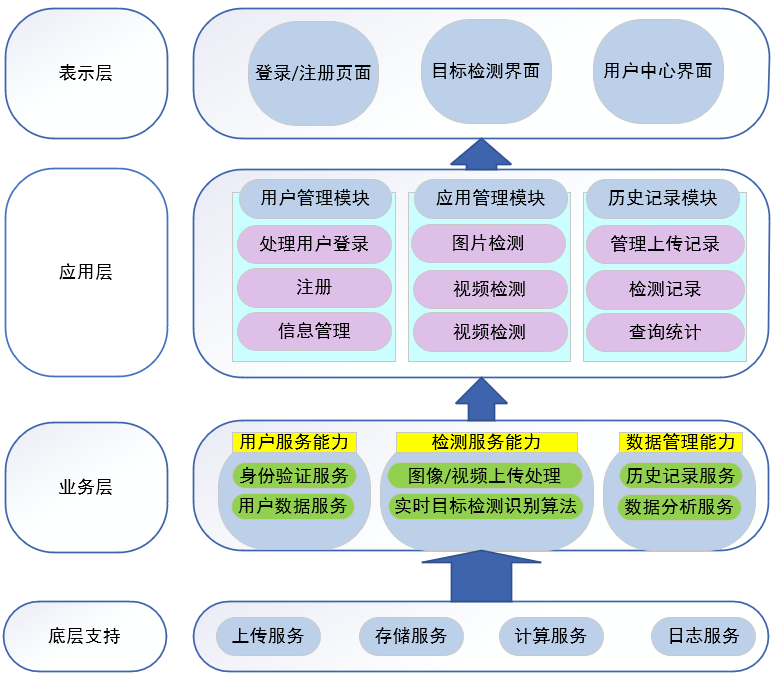 表示层
登录/注册页面
目标检测界面
用户中心界面
应用层
用户管理模块
处理用户登录
注册
信息管理
应用管理模块
图片检测
视频检测
视频检测
历史记录模块
管理上传记录
检测记录
查询统计
业务层
用户服务能力
身份验证服务
用户数据服务
检测服务能力
图像/视频上传处理
实时目标检测识别算法
数据管理能力
历史记录服务
数据分析服务
底层支持
上传服务
存储服务
计算服务
日志服务